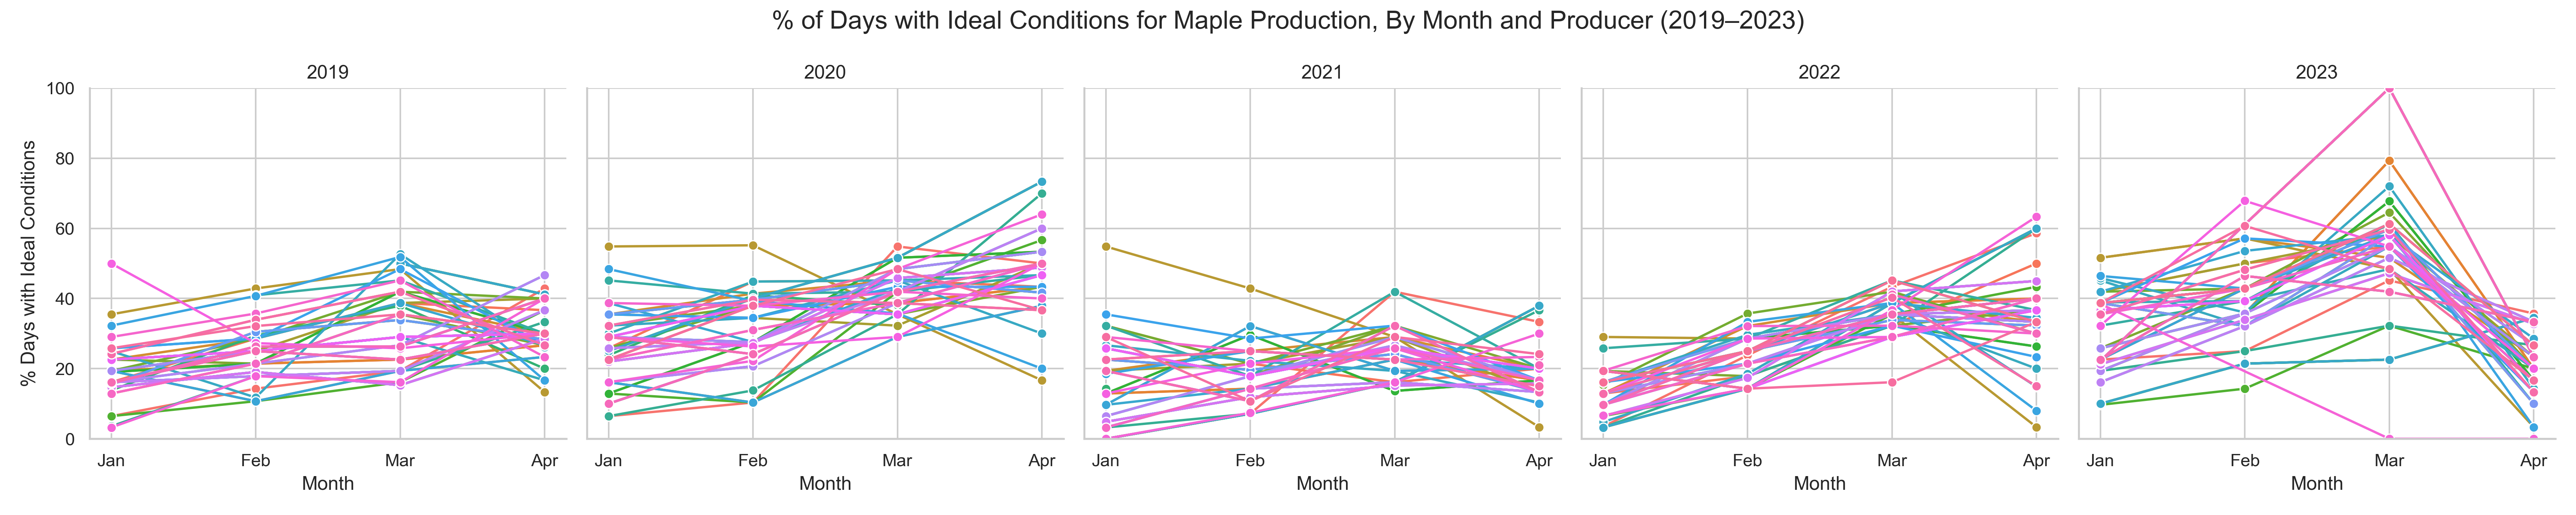 % of Days with Ideal Conditions for Maple Production, By Month and Producer (2019–2023)
2019 2020 2021 2022 2023
% Days with Ideal Conditions
100
80
60
40
20
0
Jan Feb Mar Apr Jan Feb Mar Apr Jan Feb Mar Apr Jan Feb Mar Apr Jan Feb Mar Apr
Month Month Month Month Month